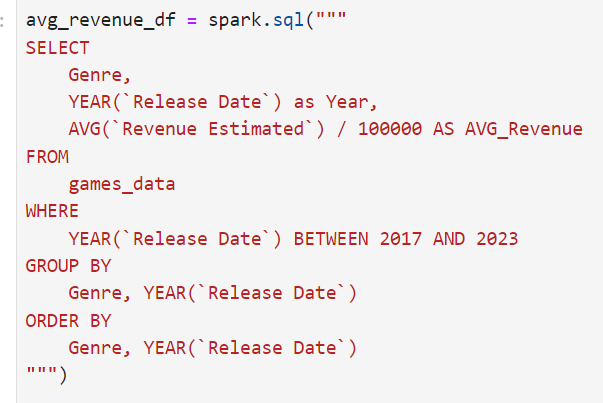 : avg_revenue_df = spark.sql("""
SELECT
    Genre,
    YEAR(`Release Date`) as Year,
    AVG(`Revenue Estimated`) / 100000 AS AVG_Revenue
FROM
    games_data
WHERE
    YEAR(`Release Date`) BETWEEN 2017 AND 2023
GROUP BY
    Genre, YEAR(`Release Date`)
ORDER BY
    Genre, YEAR(`Release Date`)
""")